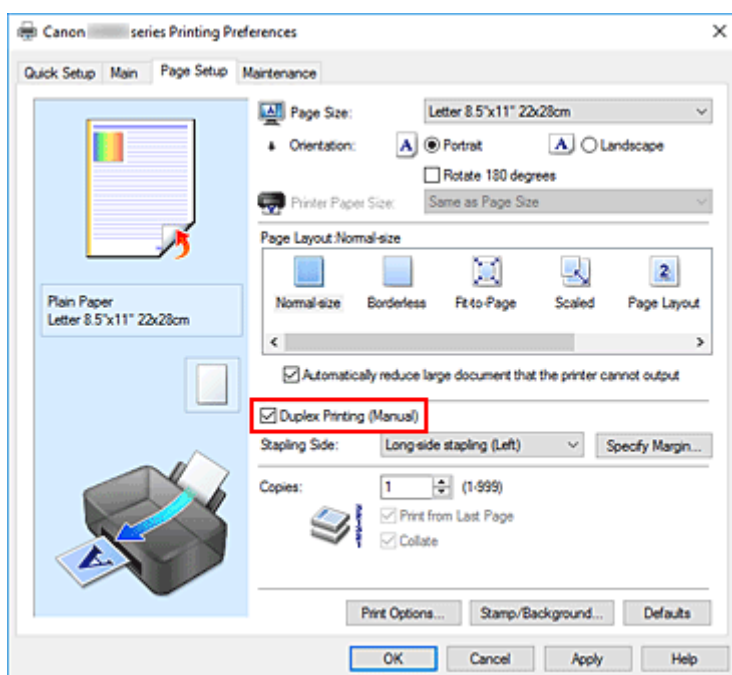 Canon series Printing Preferences
Quick Setup Main Page Setup Maintenance
Page Size: Letter 8.5"x11" 22x28cm
Orientation: A Portrait A Landscape
Rotate 180 degrees
Printer Paper Size: Same as Page Size
Page Layout:Normal-size
Normal-size Borderless Fit-to-Page Scaled 2 Page Layout
Plain Paper
Letter 8.5"x11" 22x28cm
Automatically reduce large document that the printer cannot output
Duplex Printing (Manual)
Stapling Side: Long-side stapling (Left) Specify Margin...
Copies: 1 (1-999)
Print from Last Page
Collate
A
Print Options... Stamp/Background... Defaults
OK Cancel Apply Help